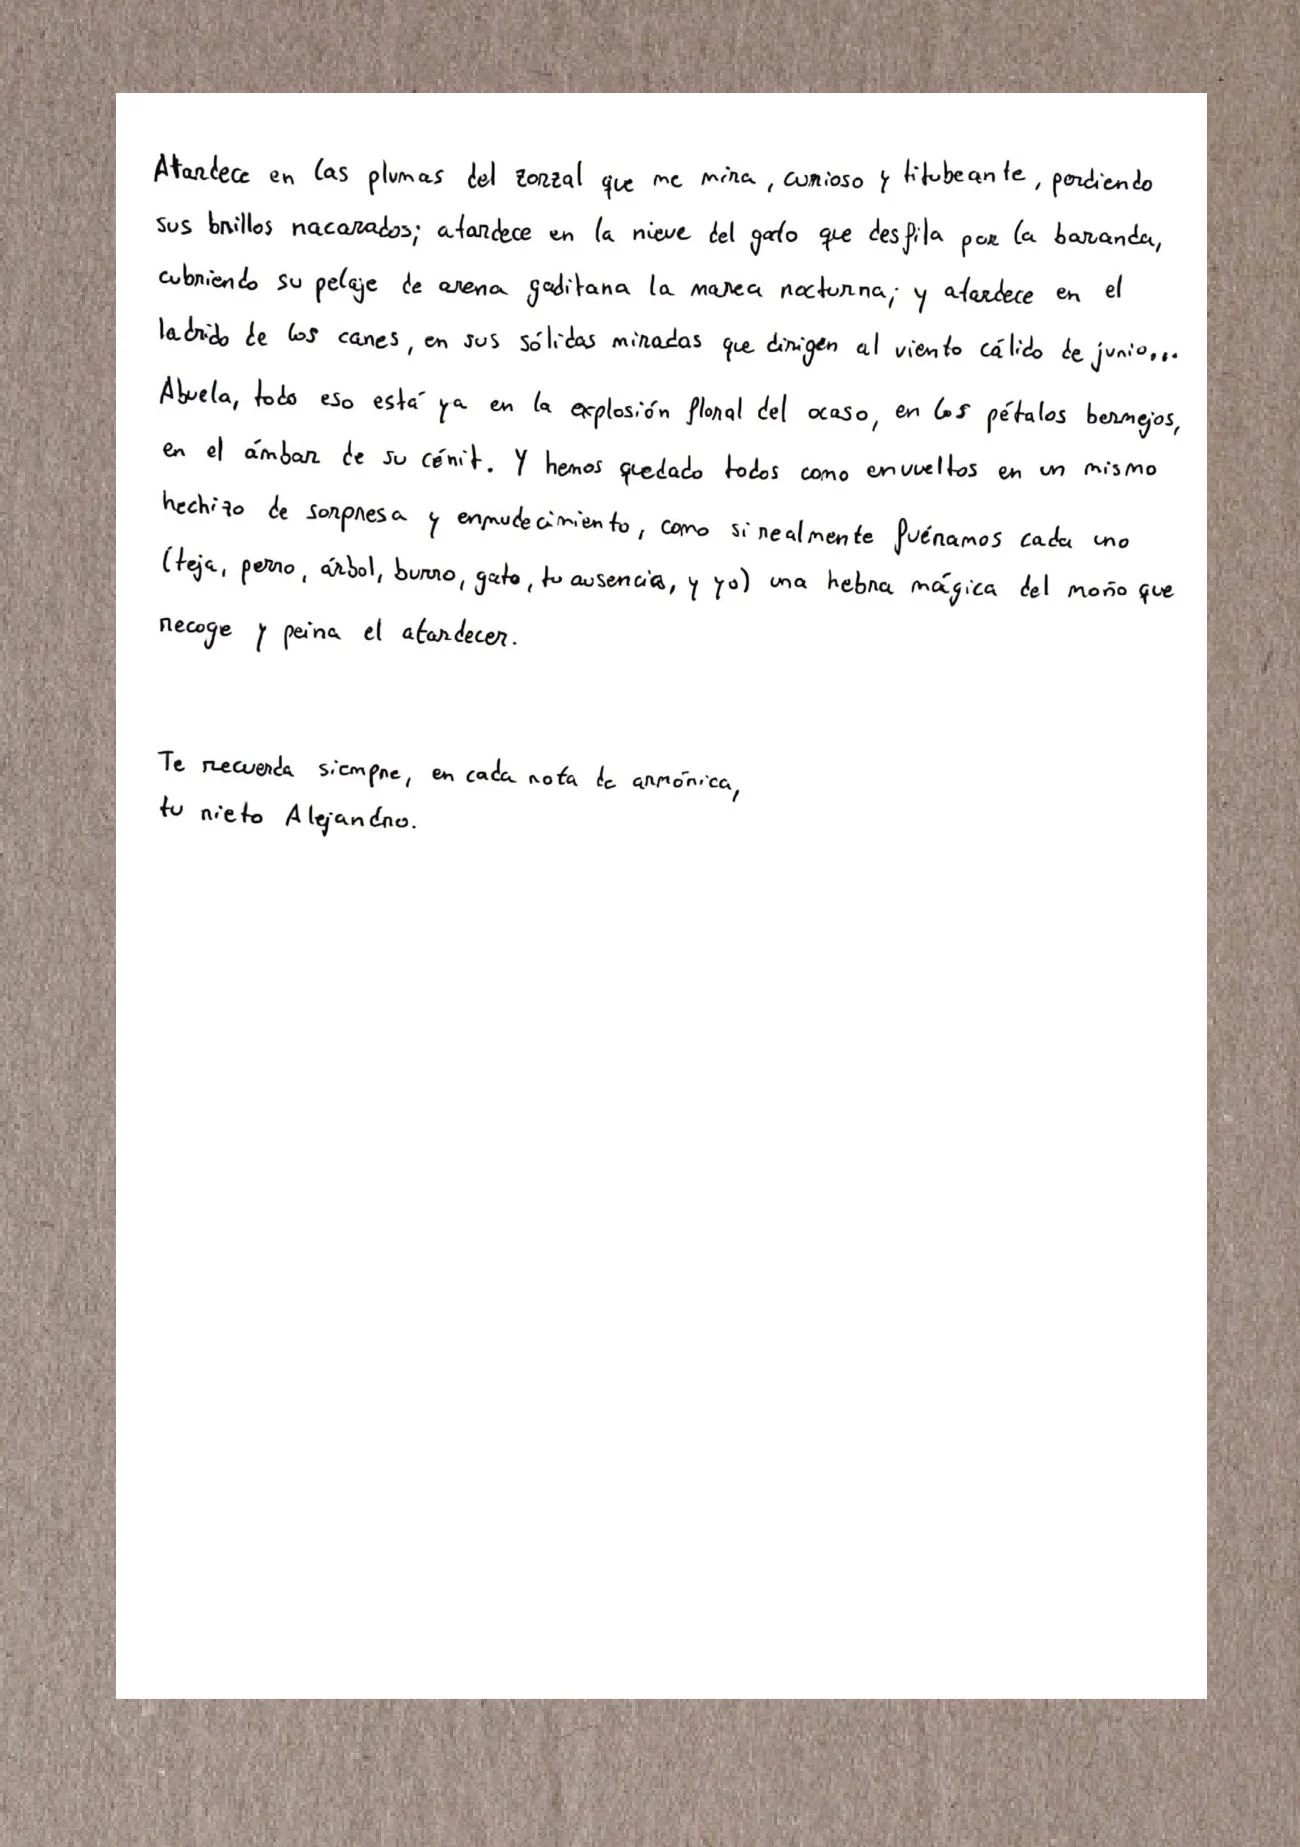 Atardece en las plumas del zorzal que me mira, curioso y titubeante, perdiendo
sus brillos nacarados; atardece en la nieve del gato que desfila por la baranda,
cubriendo su pelaje de arena gaditana la marea nocturna; y atardece en el
ladrido de los canes, en sus sólidas miradas que dirigen al viento cálido de junio...
Abuela, todo eso está ya en la explosión floral del ocaso, en los pétalos bermejos,
en el ámbar de su cénit. Y hemos quedado todos como envueltos en un mismo
hechizo de sorpresa y enmudecimiento, como si realmente fuéramos cada uno
(teja, perro, árbol, burro, gato, tu ausencia, y yo) una hebra mágica del moño que
recoge y peina el atardecer.
Te recuerda siempre, en cada nota de armónica,
tu nieto Alejandro.